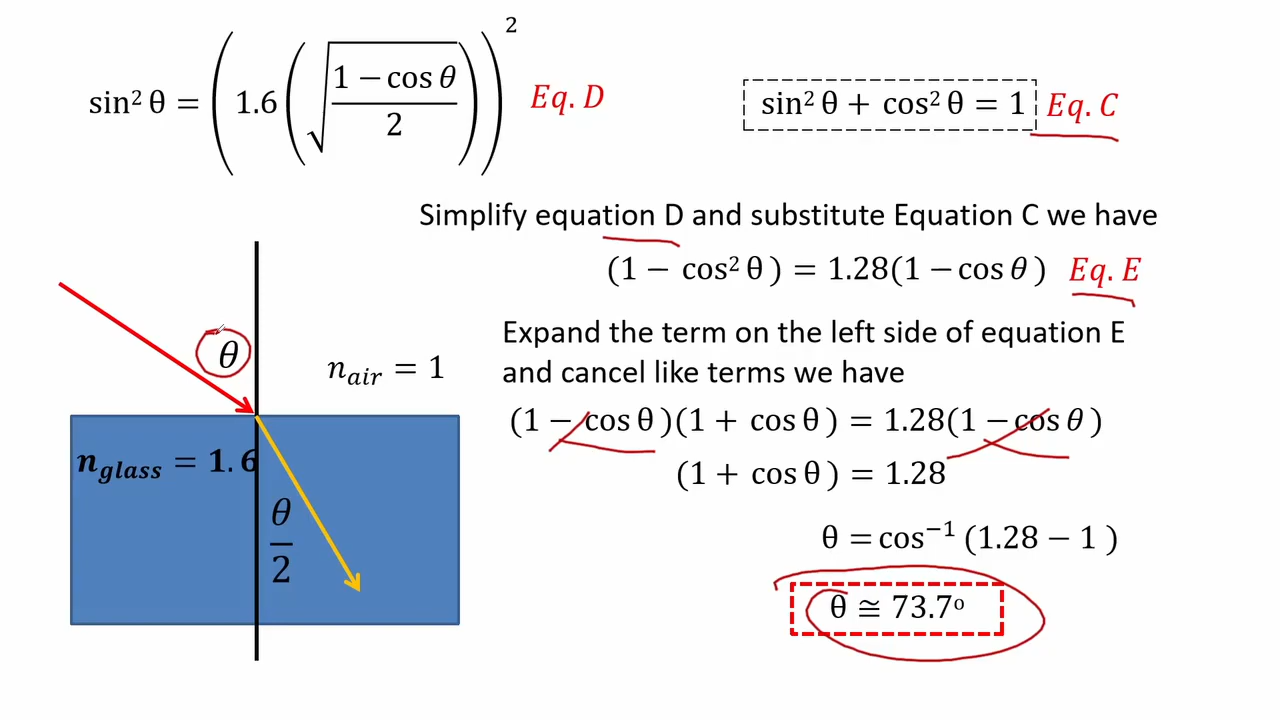 sin² θ = (1.6 (√((1 − cos θ)/2)))² Eq. D
sin² θ + cos² θ = 1 Eq. C
Simplify equation D and substitute Equation C we have
(1 − cos² θ ) = 1.28(1 − cos θ ) Eq. E
Expand the term on the left side of equation E
and cancel like terms we have
(1 − cos θ )(1 + cos θ ) = 1.28(1 − cos θ )
(1 + cos θ ) = 1.28
θ = cos⁻¹ (1.28 − 1 )
θ ≅ 73.7⁰
θ
n_air = 1
n_glass = 1.6
θ/2